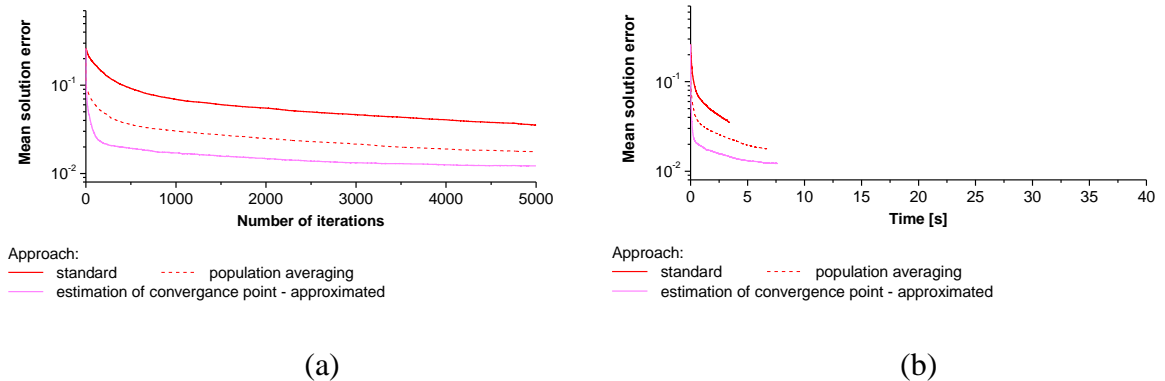 Mean solution error
10^-1
10^-2
0 1000 2000 3000 4000 5000
Number of iterations
Approach:
standard population averaging
estimation of convergance point - approximated
(a)
Mean solution error
10^-1
10^-2
0 5 10 15 20 25 30 35 40
Time [s]
Approach:
standard population averaging
estimation of convergence point - approximated
(b)